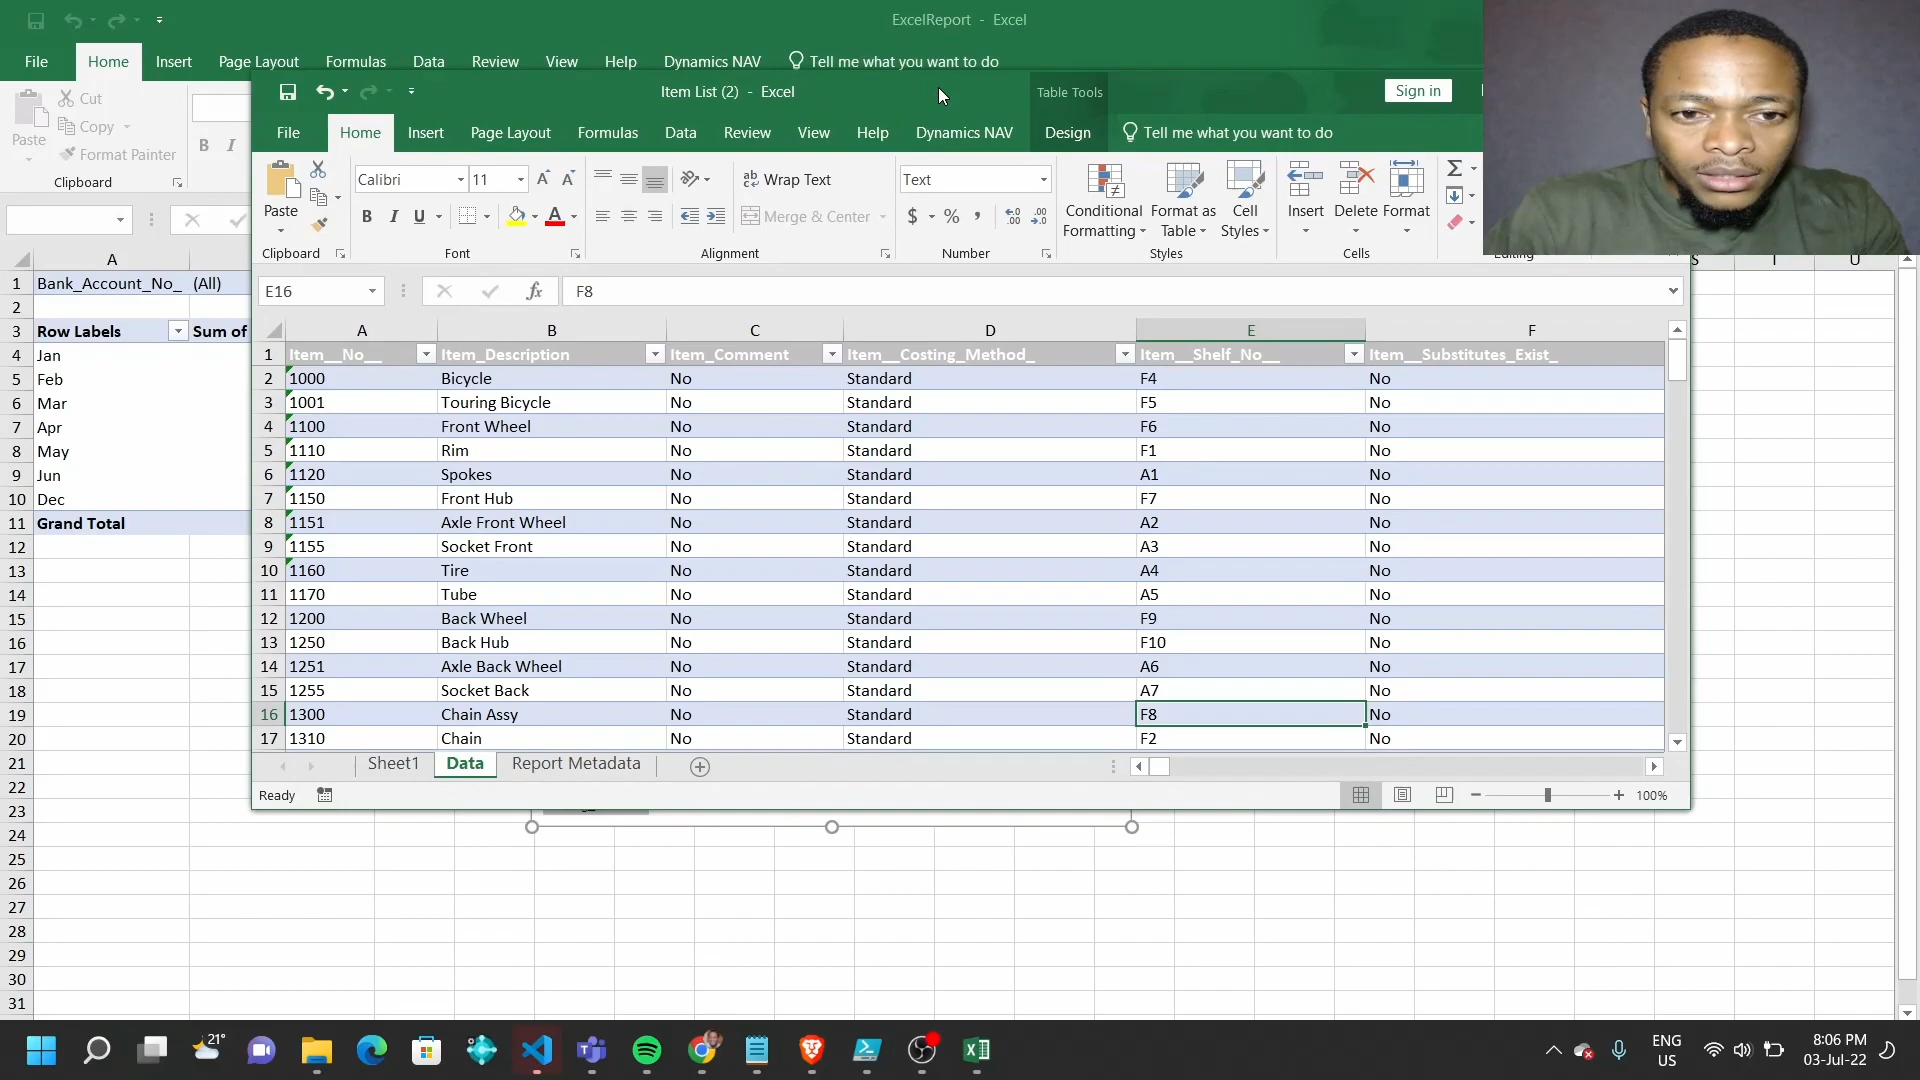 ExcelReport - Excel
File Home Insert Page Layout Formulas Data Review View Help Dynamics NAV Tell me what you want to do
Cut
Copy
Format Painter
Paste
Clipboard
B I
Item List (2) - Excel
Table Tools
Sign in
File Home Insert Page Layout Formulas Data Review View Help Dynamics NAV Design Tell me what you want to do
Paste
Clipboard
Calibri 11
B I U A
Font
ab Wrap Text
Merge & Center
Alignment
Text
$ % ,
Number
Conditional Formatting
Format as Table
Cell Styles
Styles
Insert Delete Format
Cells
E16 fx F8
A B C D E F
1 Item__No__ Item_Description Item_Comment Item__Costing_Method_ Item__Shelf_No__ Item__Substitutes_Exist_
2 1000 Bicycle No Standard F4 No
3 1001 Touring Bicycle No Standard F5 No
4 1100 Front Wheel No Standard F6 No
5 1110 Rim No Standard F1 No
6 1120 Spokes No Standard A1 No
7 1150 Front Hub No Standard F7 No
8 1151 Axle Front Wheel No Standard A2 No
9 1155 Socket Front No Standard A3 No
10 1160 Tire No Standard A4 No
11 1170 Tube No Standard A5 No
12 1200 Back Wheel No Standard F9 No
13 1250 Back Hub No Standard F10 No
14 1251 Axle Back Wheel No Standard A6 No
15 1255 Socket Back No Standard A7 No
16 1300 Chain Assy No Standard F8 No
17 1310 Chain No Standard F2 No
Sheet1 Data Report Metadata
Ready 100%
A
1 Bank_Account_No_ (All)
2
3 Row Labels Sum of
4 Jan
5 Feb
6 Mar
7 Apr
8 May
9 Jun
10 Dec
11 Grand Total
12
13
14
15
16
17
18
19
20
21
22
23
24
25
26
27
28
29
30
31
21°
ENG
US
8:06 PM
03-Jul-22